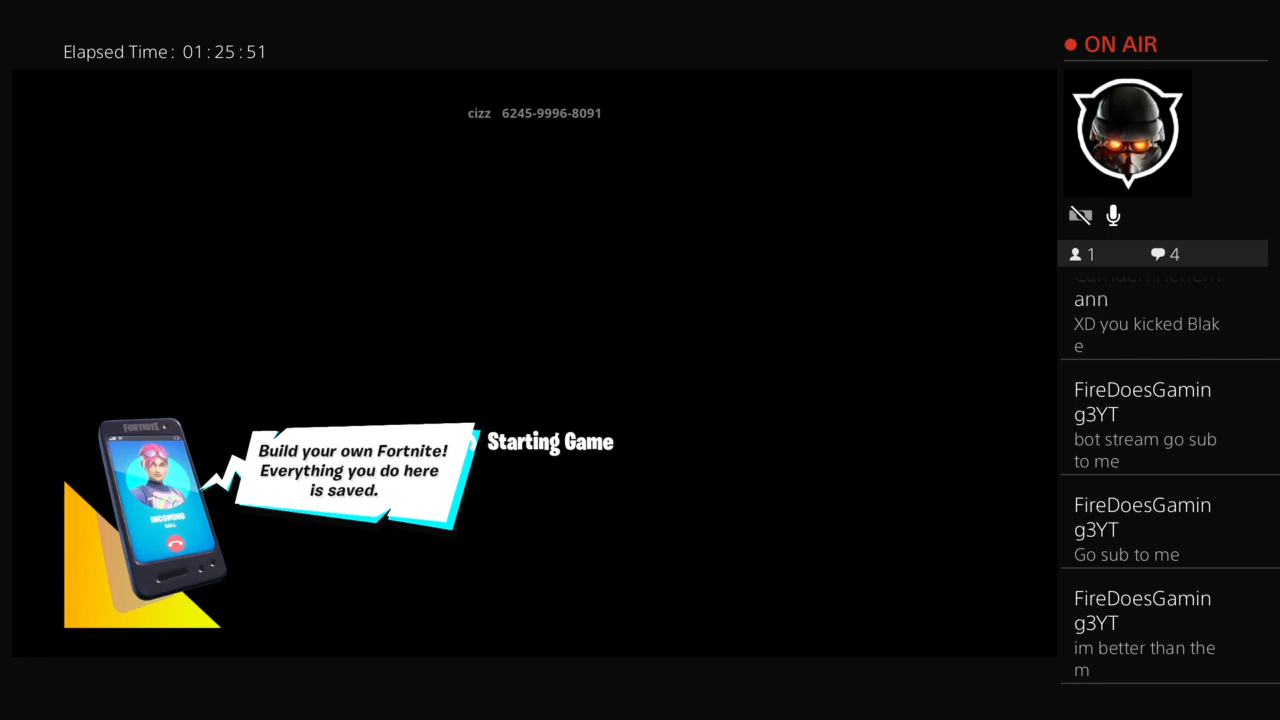 Elapsed Time: 01:25:51
ON AIR
cizz 6245-9996-8091
1 4
ann
XD you kicked Blak
e
FireDoesGamin
g3YT
bot stream go sub
to me
FireDoesGamin
g3YT
Go sub to me
FireDoesGamin
g3YT
im better than the
m
FORTNITE
INCOMING
CALL
Build your own Fortnite!
Everything you do here
is saved.
Starting Game